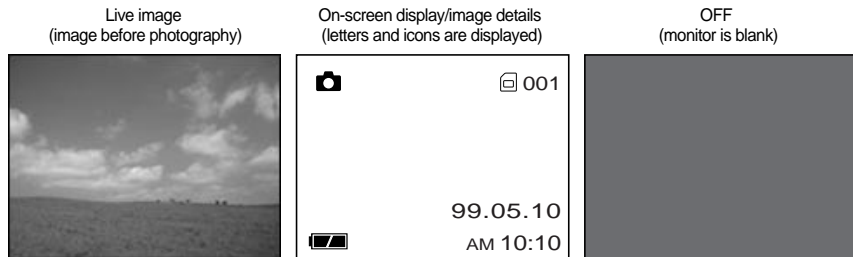 Live image
(image before photography)
On-screen display/image details
(letters and icons are displayed)
OFF
(monitor is blank)
001
99.05.10
AM 10:10